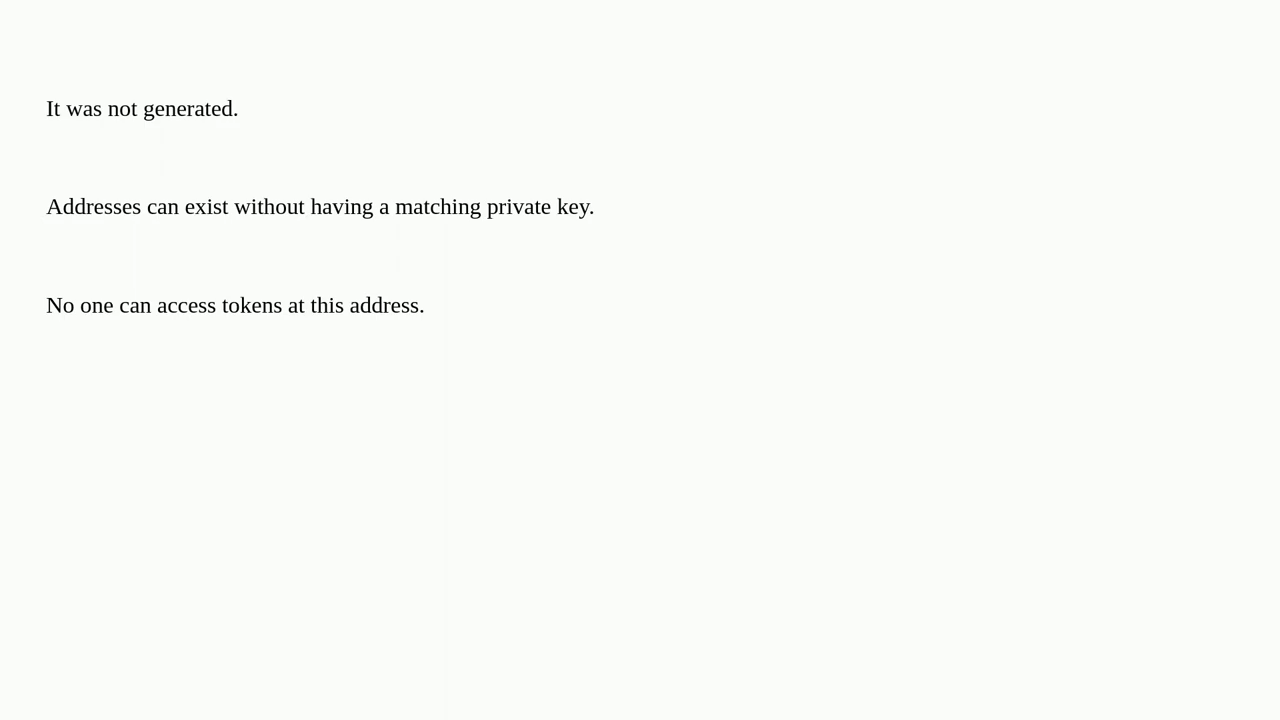 It was not generated.
Addresses can exist without having a matching private key.
No one can access tokens at this address.